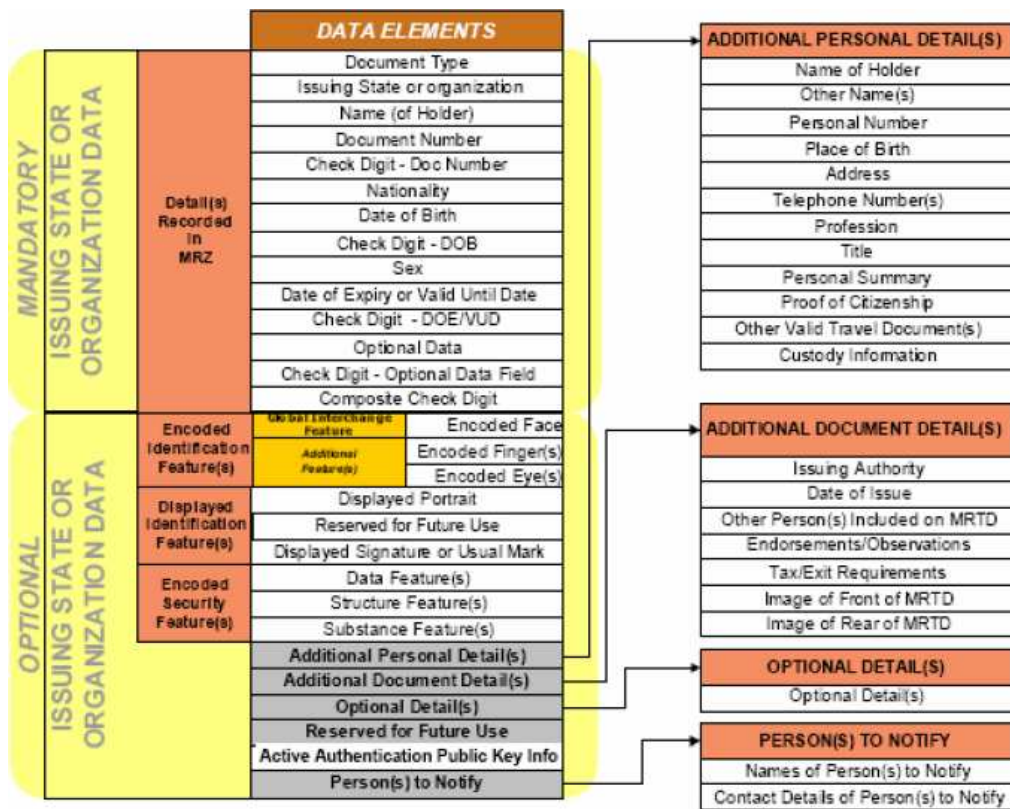 DATA ELEMENTS
MANDATORY
ISSUING STATE OR
ORGANIZATION DATA
Detail(s)
Recorded
in
MRZ
Document Type
Issuing State or organization
Name (of Holder)
Document Number
Check Digit - Doc Number
Nationality
Date of Birth
Check Digit - DOB
Sex
Date of Expiry or Valid Until Date
Check Digit - DOE/VUD
Optional Data
Check Digit - Optional Data Field
Composite Check Digit
OPTIONAL
ISSUING STATE OR
ORGANIZATION DATA
Encoded
Identification
Feature(s)
Global Interchange
Feature
Encoded Face
Additional
Feature(s)
Encoded Finger(s)
Encoded Eye(s)
Displayed
Identification
Feature(s)
Displayed Portrait
Reserved for Future Use
Displayed Signature or Usual Mark
Encoded
Security
Feature(s)
Data Feature(s)
Structure Feature(s)
Substance Feature(s)
Additional Personal Detail(s)
Additional Document Detail(s)
Optional Detail(s)
Reserved for Future Use
Active Authentication Public Key Info
Person(s) to Notify
ADDITIONAL PERSONAL DETAIL(S)
Name of Holder
Other Name(s)
Personal Number
Place of Birth
Address
Telephone Number(s)
Profession
Title
Personal Summary
Proof of Citizenship
Other Valid Travel Document(s)
Custody Information
ADDITIONAL DOCUMENT DETAIL(S)
Issuing Authority
Date of Issue
Other Person(s) Included on MRTD
Endorsements/Observations
Tax/Exit Requirements
Image of Front of MRTD
Image of Rear of MRTD
OPTIONAL DETAIL(S)
Optional Detail(s)
PERSON(S) TO NOTIFY
Names of Person(s) to Notify
Contact Details of Person(s) to Notify